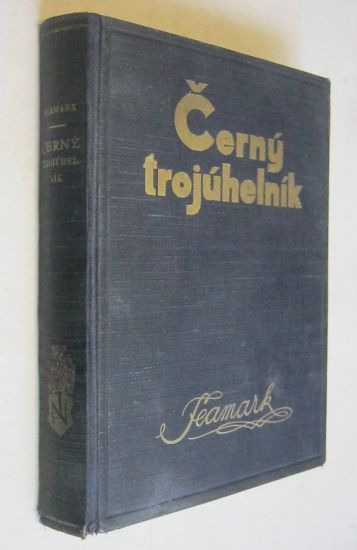 Černý
trojúhelník
Seamark
SEAMARK
ČERNÝ
TROJÚHEL-
NÍK